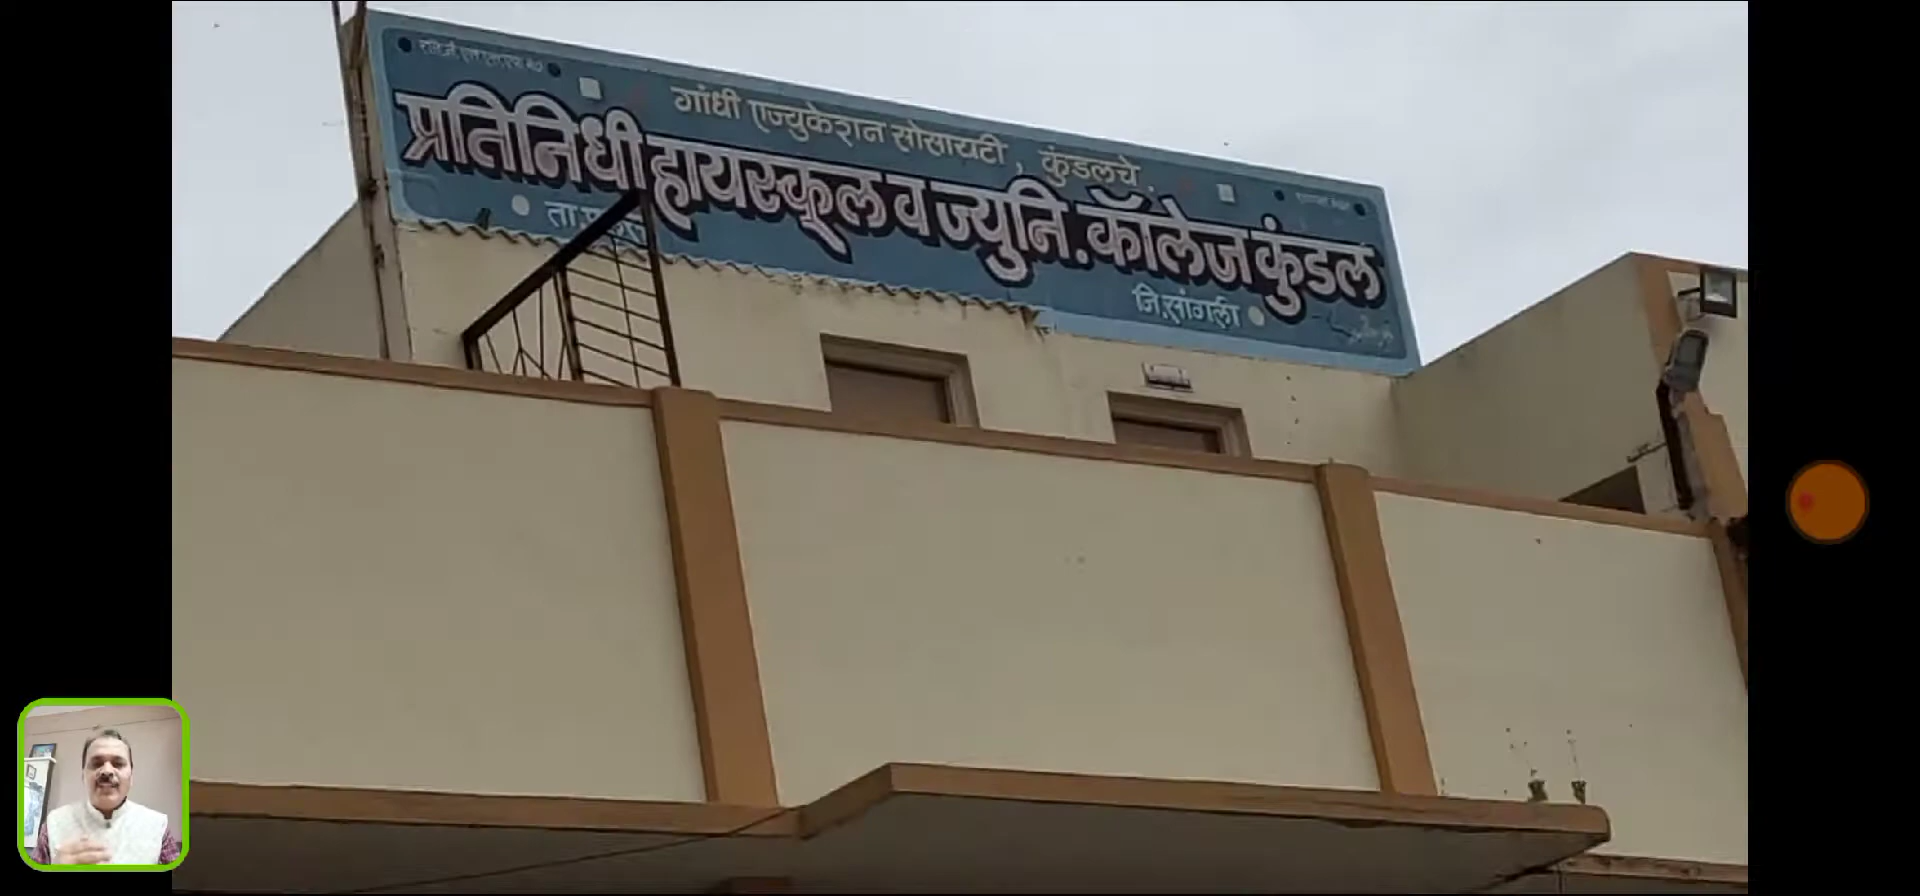 गांधी एज्युकेशन सोसायटी, कुंडलचे.
प्रतिनिधी हायस्कूल व ज्युनि. कॉलेज कुंडल
जि. सांगली